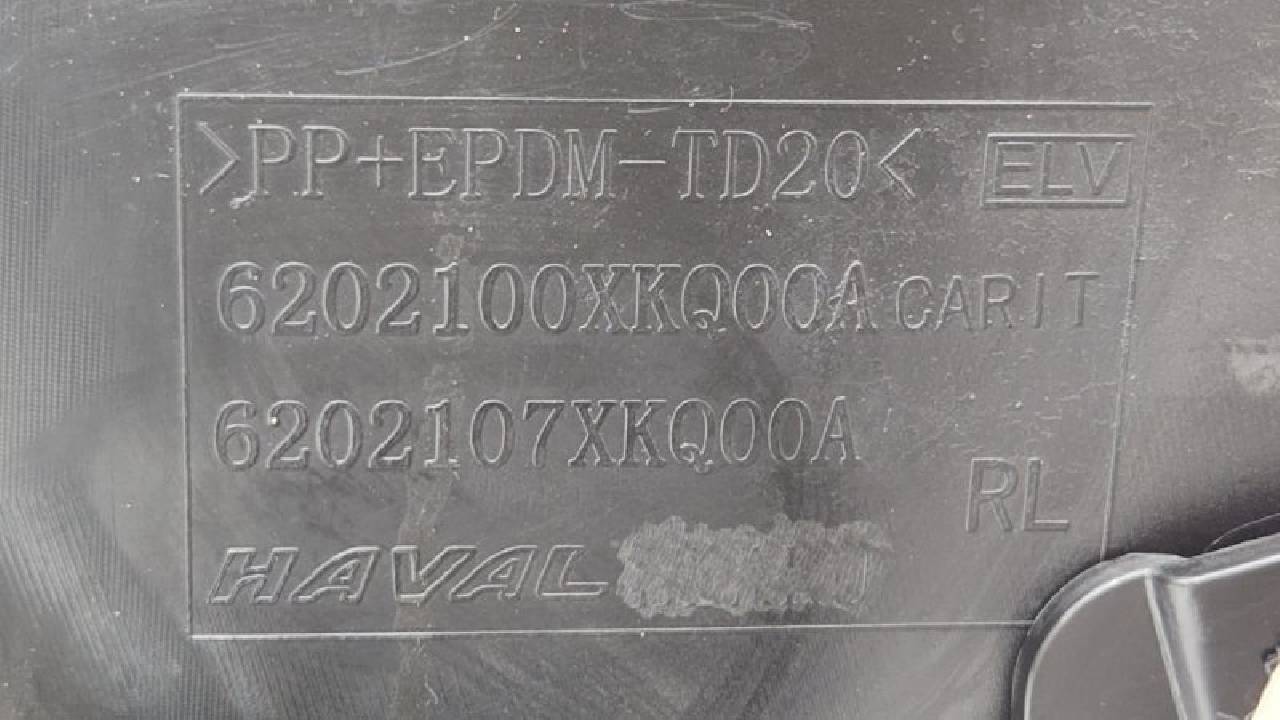 >PP+EPDM-TD20< ELV
6202100XKQ00A CARIT
6202107XKQ00A
RL
HAVAL